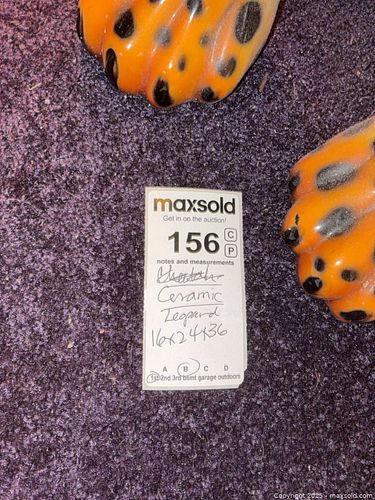 maxsold
Get in on the auction!
156 C
P
notes and measurements
Cheetah
Ceramic
Leopard
16x24x36
A B C D
1st 2nd 3rd bsmt garage outdoors
Copyright 2025 - maxsold.com